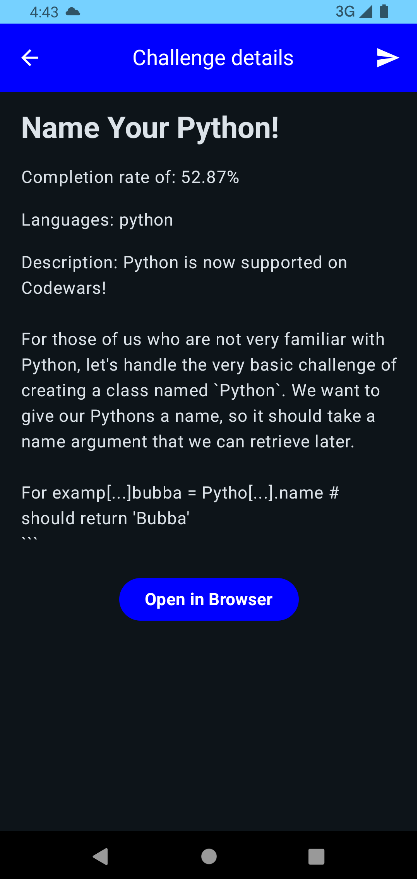 4:43
3G
Challenge details
Name Your Python!
Completion rate of: 52.87%
Languages: python
Description: Python is now supported on
Codewars!
For those of us who are not very familiar with
Python, let's handle the very basic challenge of
creating a class named `Python`. We want to
give our Pythons a name, so it should take a
name argument that we can retrieve later.
For examp[...]bubba = Pytho[...].name #
should return 'Bubba'
```
Open in Browser